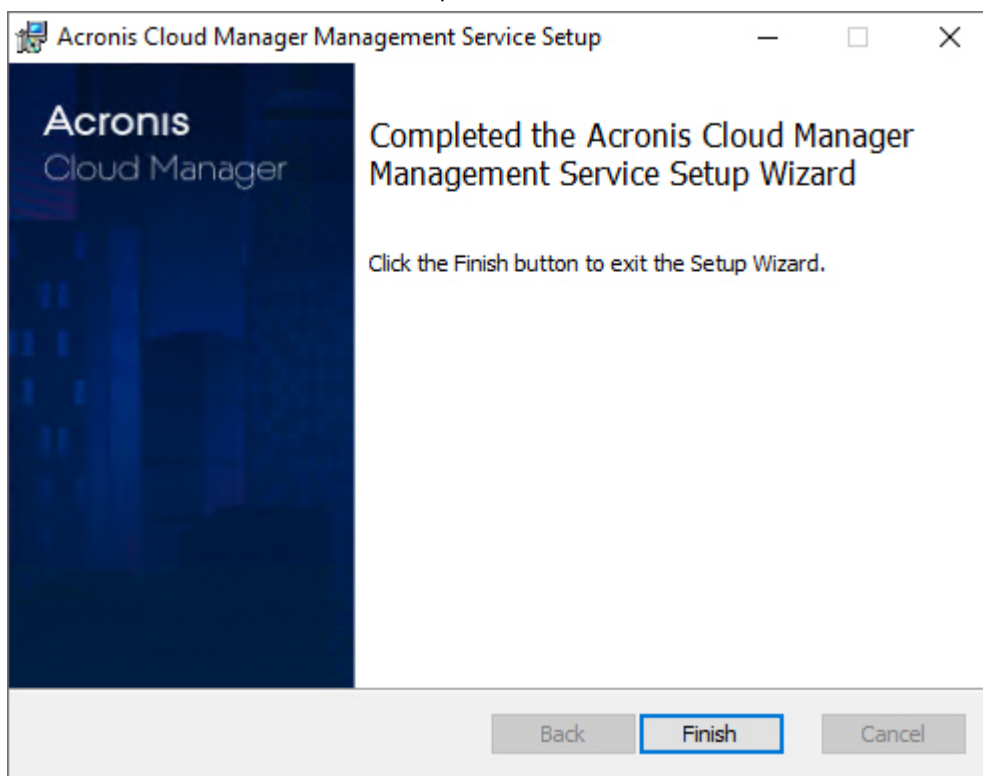 Acronis Cloud Manager Management Service Setup
Acronis
Cloud Manager
Completed the Acronis Cloud Manager
Management Service Setup Wizard
Click the Finish button to exit the Setup Wizard.
Back
Finish
Cancel